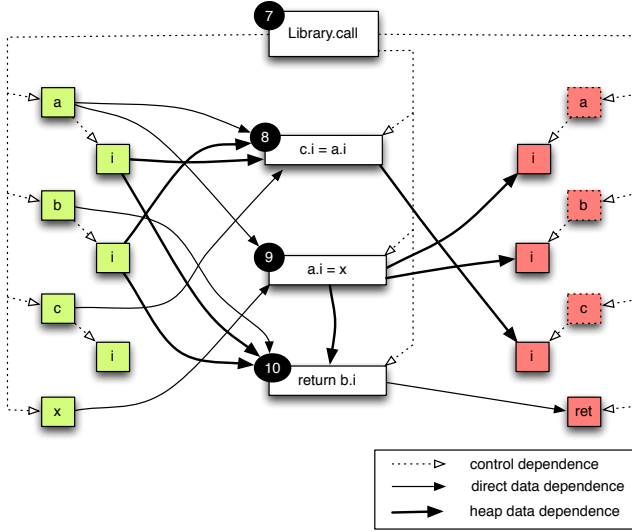 7
Library.call
a
a
8
i
c.i = a.i
i
b
b
9
i
a.i = x
i
c
c
i
10
return b.i
i
x
ret
control dependence
direct data dependence
heap data dependence